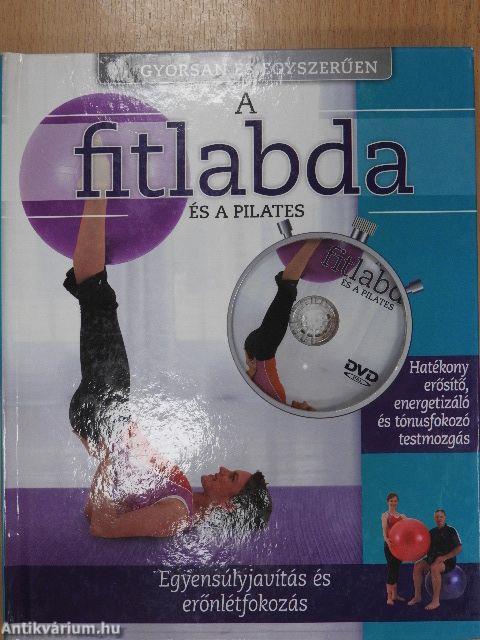 GYORSAN ÉS EGYSZERŰEN
A
fitlabda
ÉS A PILATES
fitlabd
ÉS A PILATES
DVD
Hatékony
erősítő,
energetizáló
és tónusfokozó
testmozgás
Egyensúlyjavítás és
erőnlétfokozás
Antikvárium.hu